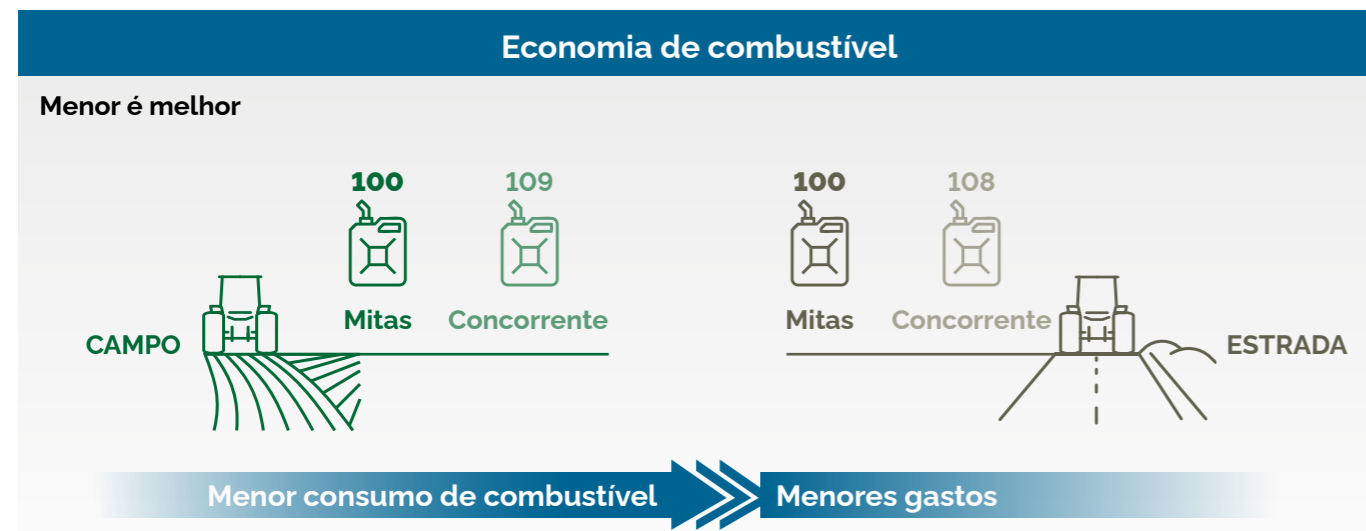 Economia de combustível
Menor é melhor
100 109
Mitas Concorrente
CAMPO
100 108
Mitas Concorrente
ESTRADA
Menor consumo de combustível Menores gastos